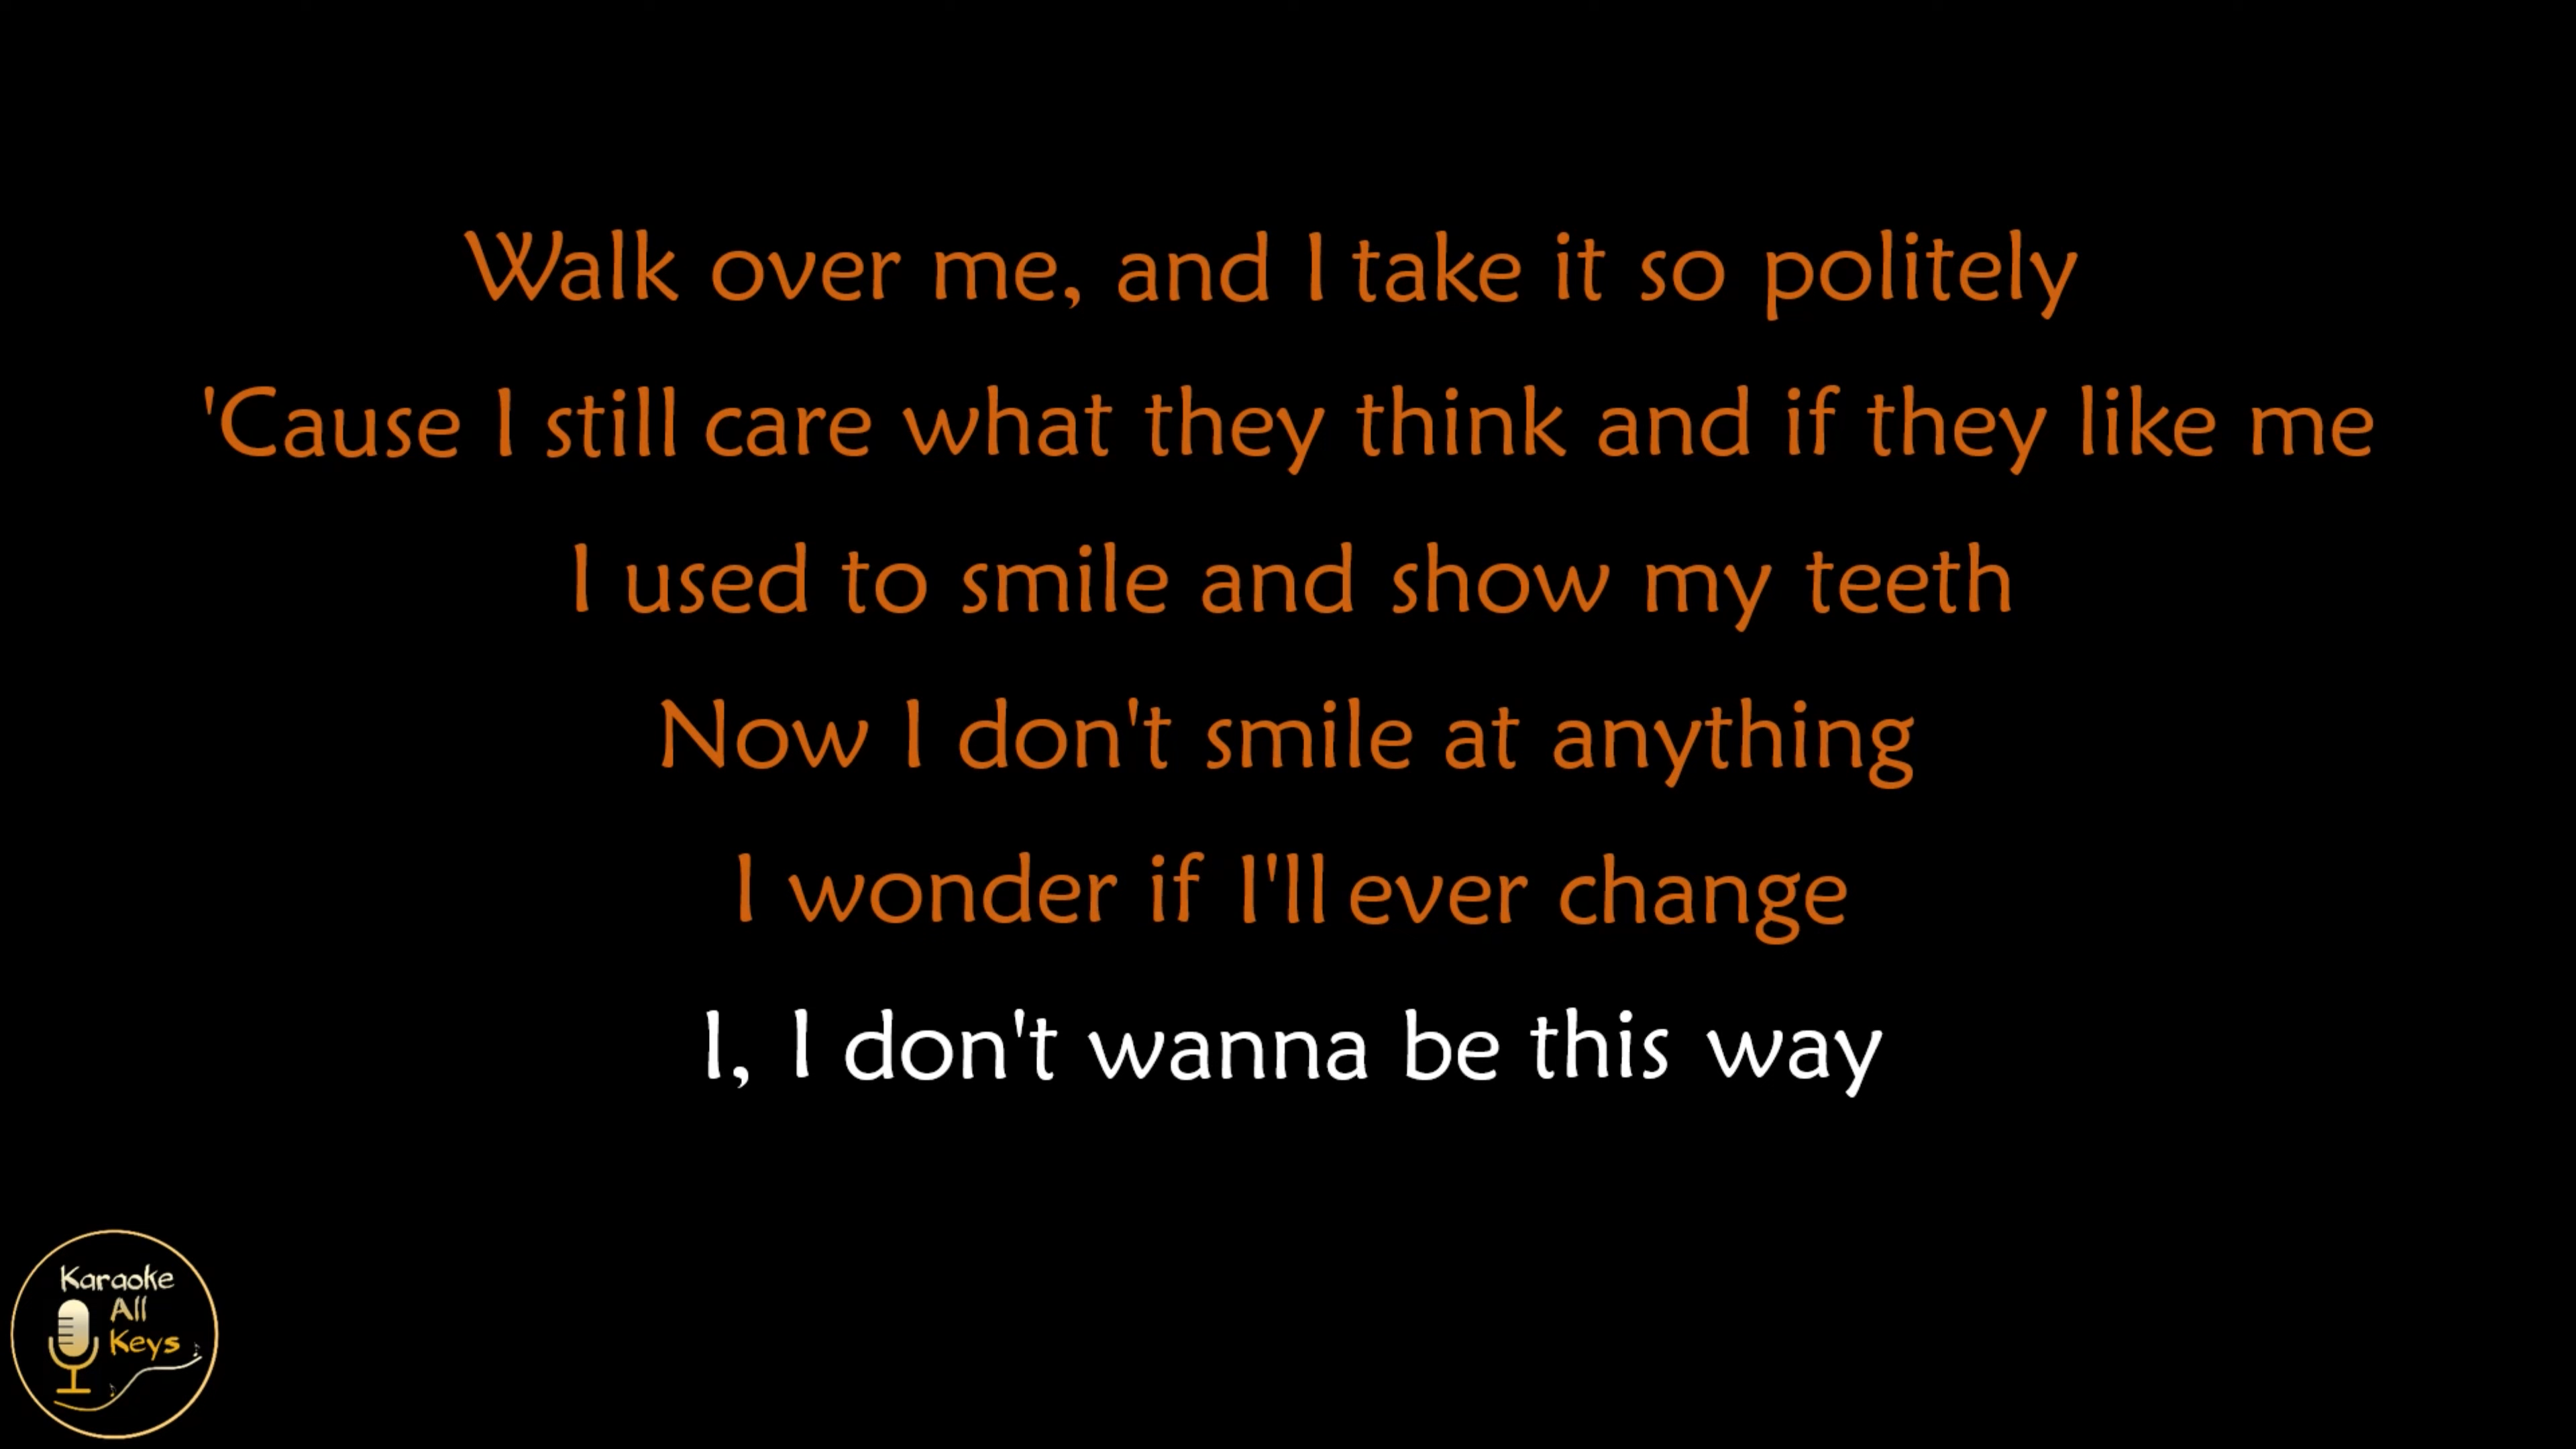 Walk over me, and I take it so politely
'Cause I still care what they think and if they like me
I used to smile and show my teeth
Now I don't smile at anything
I wonder if I'll ever change
I, I don't wanna be this way
Karaoke
All
Keys